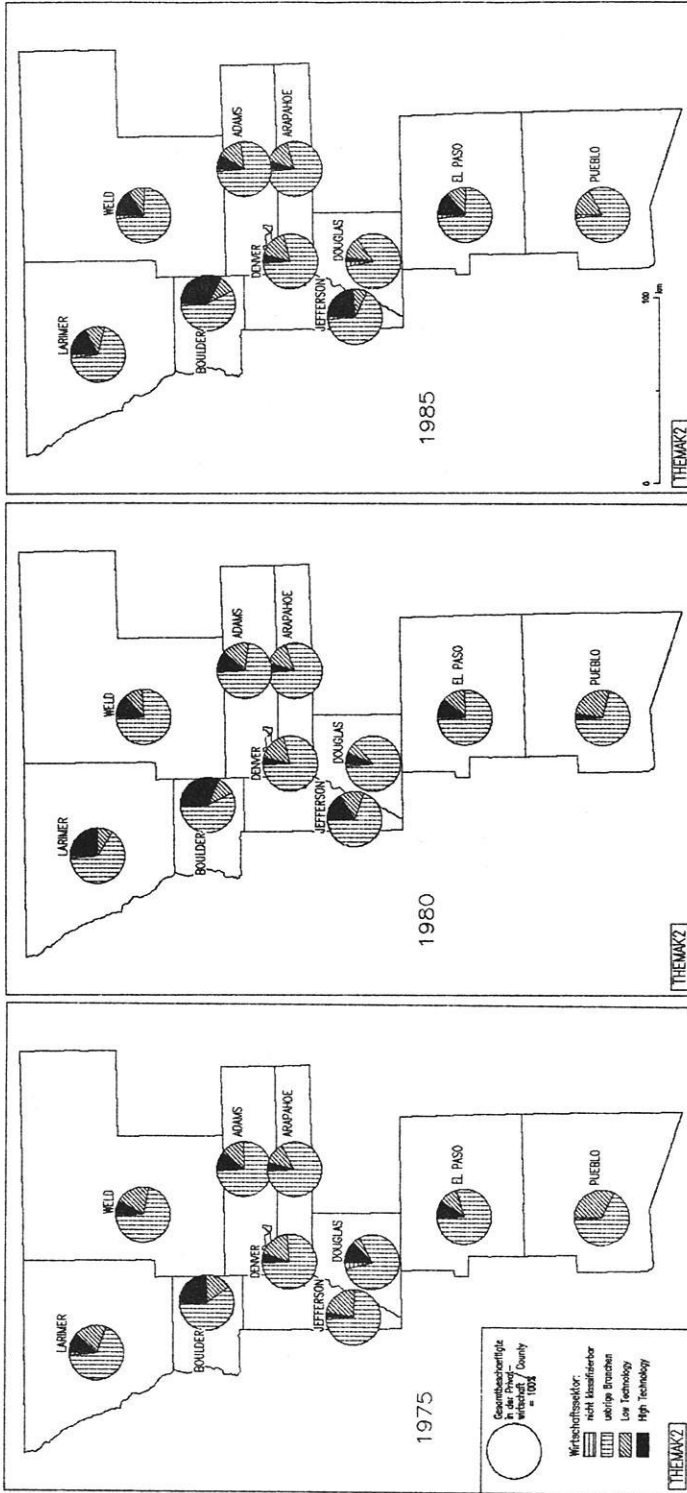 LARIMER
WELD
BOULDER
ADAMS
DENVER
ARAPAHOE
JEFFERSON
DOUGLAS
EL PASO
PUEBLO
1975
Gesamtbeschaeftigte
in der Privat-
wirtschaft / County
= 100%
Wirtschaftssektor:
nicht klassifizierbar
uebrige Branchen
Low Technology
High Technology
THEMAK2
LARIMER
WELD
BOULDER
ADAMS
DENVER
ARAPAHOE
JEFFERSON
DOUGLAS
EL PASO
PUEBLO
1980
THEMAK2
LARIMER
WELD
BOULDER
ADAMS
DENVER
ARAPAHOE
JEFFERSON
DOUGLAS
EL PASO
PUEBLO
1985
0 100
km
THEMAK2